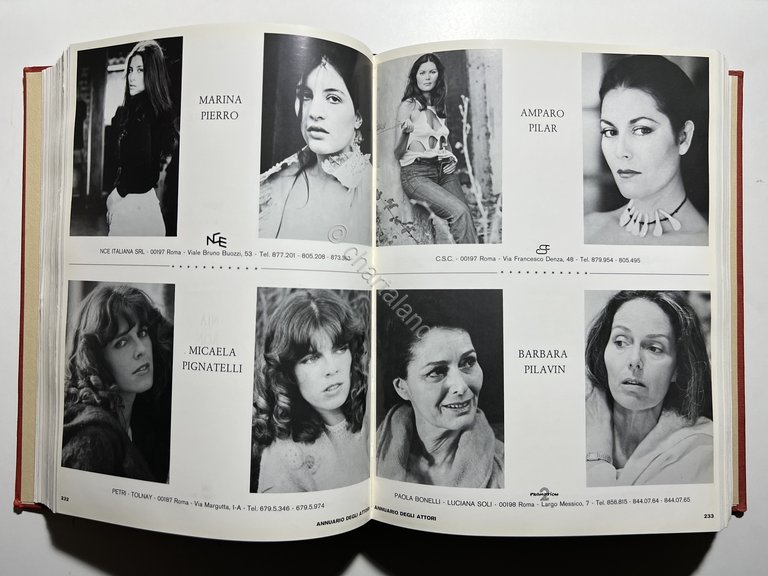 MARINA
PIERRO
NCE
NCE ITALIANA SRL - 00197 Roma - Viale Bruno Buozzi, 53 - Tel. 877.201 - 805.208 - 873.363
MICAELA
PIGNATELLI
PETRI - TOLNAY - 00187 Roma - Via Margutta, I-A - Tel. 679.5.346 - 679.5.974
232
ANNUARIO DEGLI ATTORI
AMPARO
PILAR
C.S.C. - 00197 Roma - Via Francesco Denza, 48 - Tel. 879.954 - 805.495
BARBARA
PILAVIN
2
PAOLA BONELLI - LUCIANA SOLI - 00198 Roma - Largo Messico, 7 - Tel. 856.815 - 844.07.64 - 844.07.65
ANNUARIO DEGLI ATTORI
233